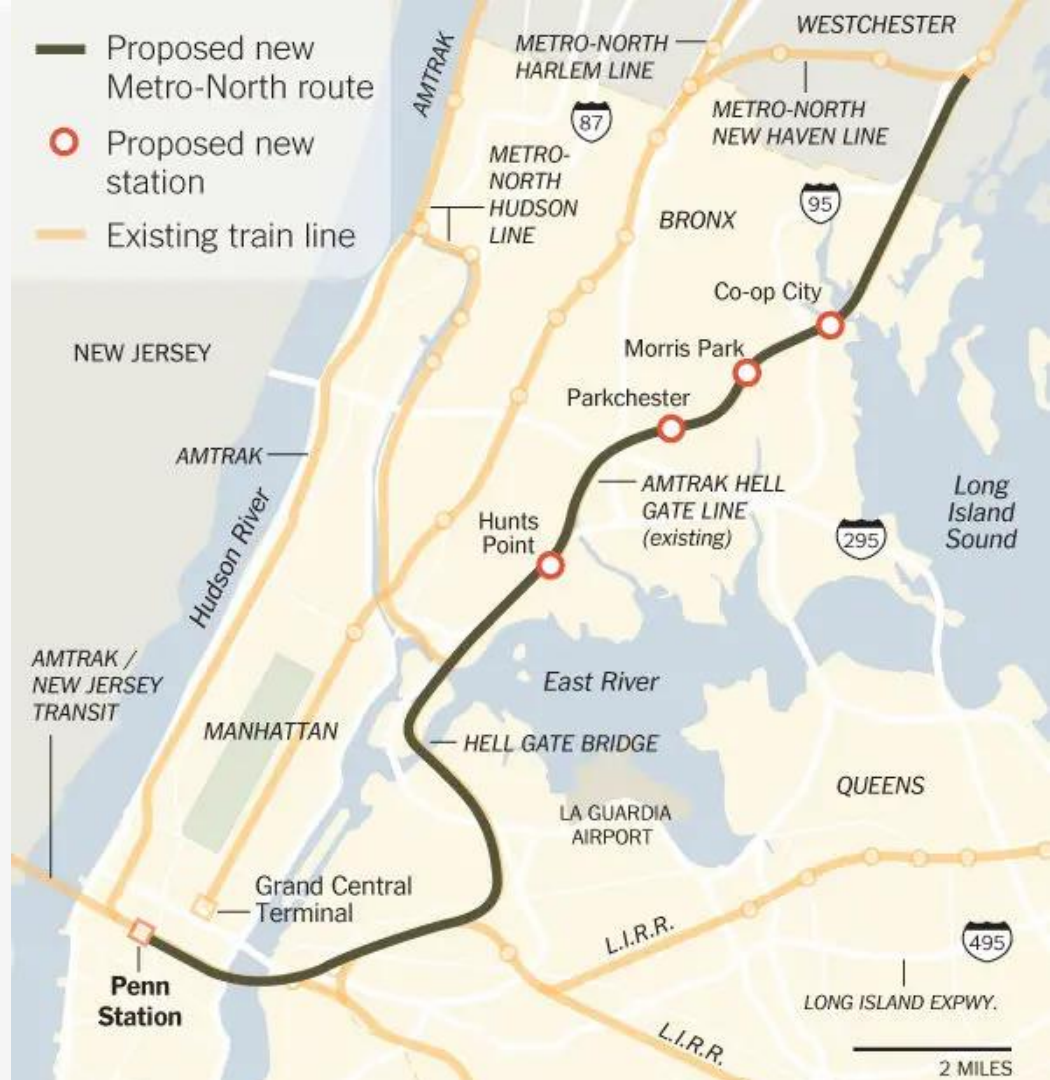 Proposed new
Metro-North route
Proposed new
station
Existing train line
AMTRAK
METRO-NORTH
HARLEM LINE
WESTCHESTER
87
METRO-NORTH
NEW HAVEN LINE
METRO-
NORTH
HUDSON
LINE
95
BRONX
Co-op City
NEW JERSEY
Morris Park
Parkchester
AMTRAK
AMTRAK HELL
GATE LINE
(existing)
Long
Island
Sound
Hunts
Point
295
Hudson River
AMTRAK /
NEW JERSEY
TRANSIT
East River
MANHATTAN
HELL GATE BRIDGE
QUEENS
LA GUARDIA
AIRPORT
Grand Central
Terminal
L.I.R.R.
495
Penn
Station
LONG ISLAND EXPWY.
L.I.R.R.
2 MILES